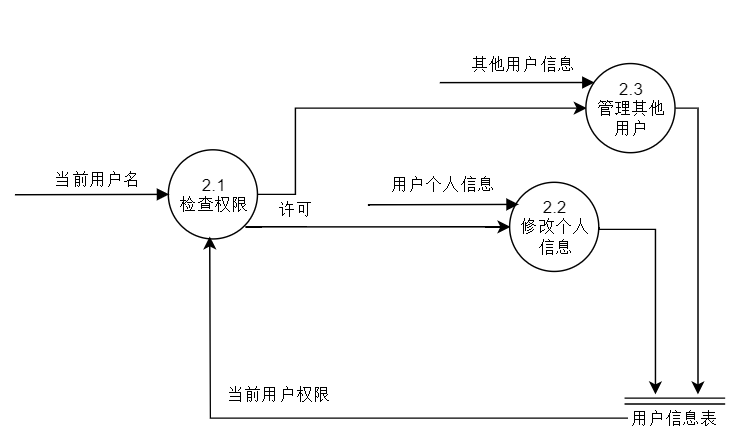 其他用户信息
2.3
管理其他
用户
当前用户名
2.1
检查权限
许可
用户个人信息
2.2
修改个人
信息
当前用户权限
用户信息表